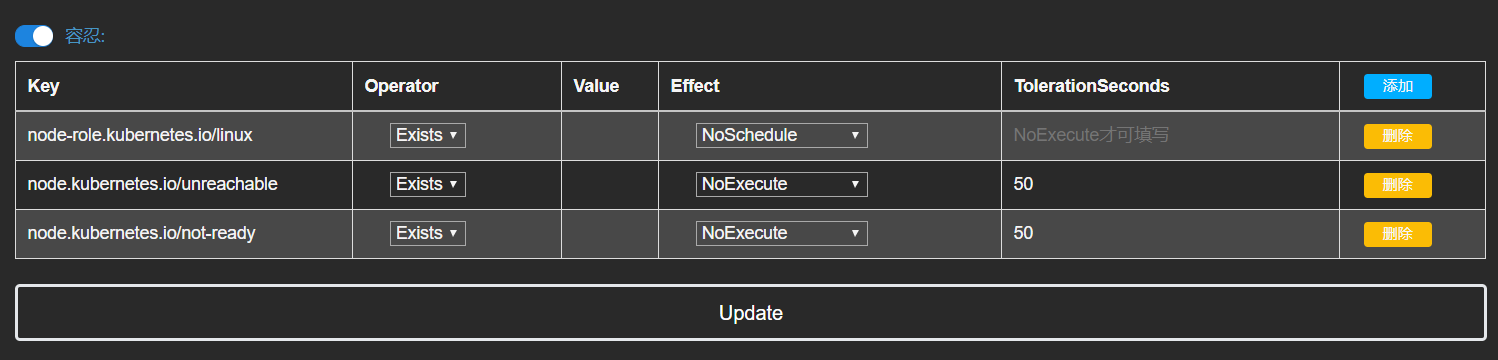 容忍:
Key Operator Value Effect TolerationSeconds 添加
node-role.kubernetes.io/linux Exists NoSchedule NoExecute才可填写 删除
node.kubernetes.io/unreachable Exists NoExecute 50 删除
node.kubernetes.io/not-ready Exists NoExecute 50 删除
Update